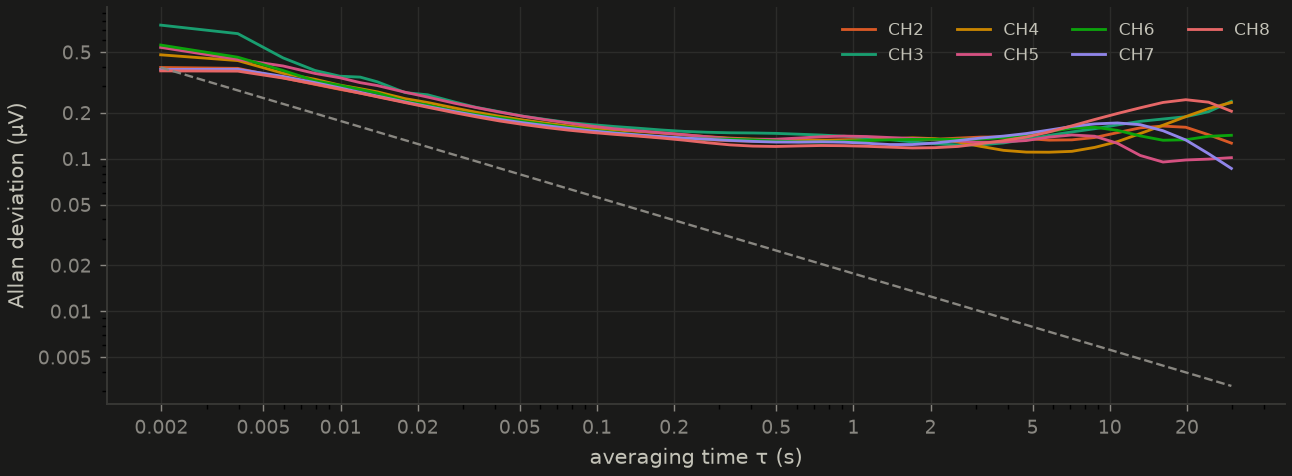 CH2 CH4 CH6 CH8
CH3 CH5 CH7
Allan deviation (µV)
0.5
0.2
0.1
0.05
0.02
0.01
0.005
0.002 0.005 0.01 0.02 0.05 0.1 0.2 0.5 1 2 5 10 20
averaging time τ (s)